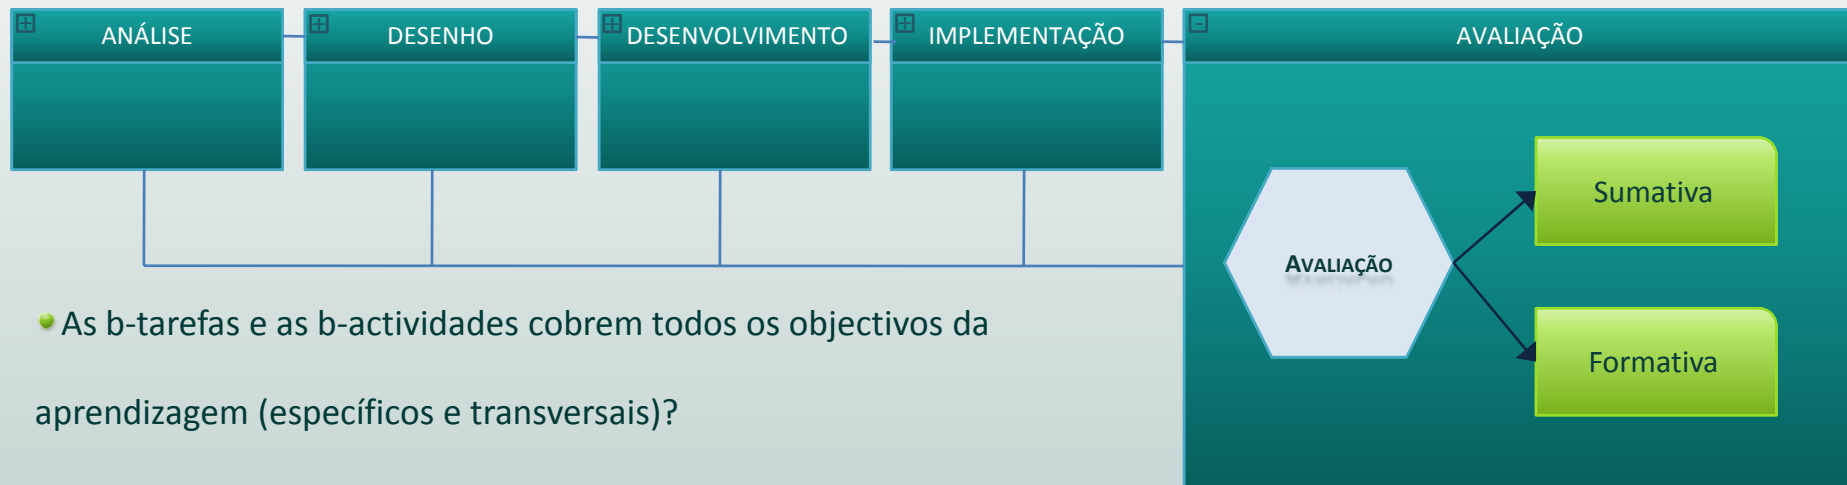 ANÁLISE
DESENHO
DESENVOLVIMENTO
IMPLEMENTAÇÃO
AVALIAÇÃO
Sumativa
AVALIAÇÃO
Formativa
As b-tarefas e as b-actividades cobrem todos os objectivos da
aprendizagem (específicos e transversais)?